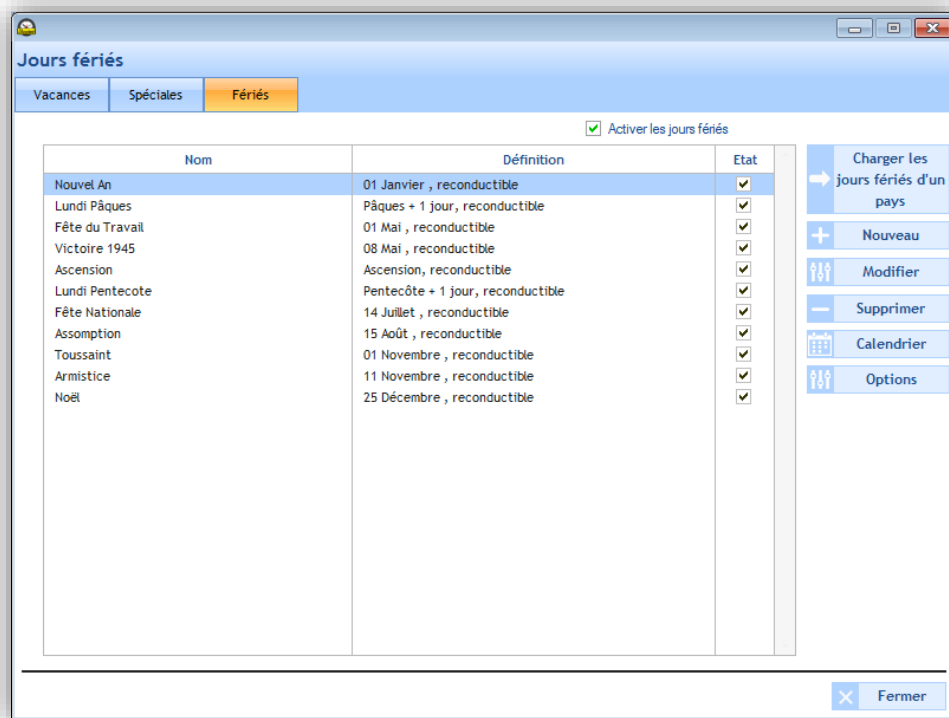 Jours fériés
Vacances Spéciales Fériés
Activer les jours fériés
Nom Définition Etat
Nouvel An 01 Janvier , reconductible
Lundi Pâques Pâques + 1 jour, reconductible
Fête du Travail 01 Mai , reconductible
Victoire 1945 08 Mai , reconductible
Ascension Ascension, reconductible
Lundi Pentecote Pentecôte + 1 jour, reconductible
Fête Nationale 14 Juillet , reconductible
Assomption 15 Août , reconductible
Toussaint 01 Novembre , reconductible
Armistice 11 Novembre , reconductible
Noël 25 Décembre , reconductible
Charger les
jours fériés d'un
pays
Nouveau
Modifier
Supprimer
Calendrier
Options
Fermer